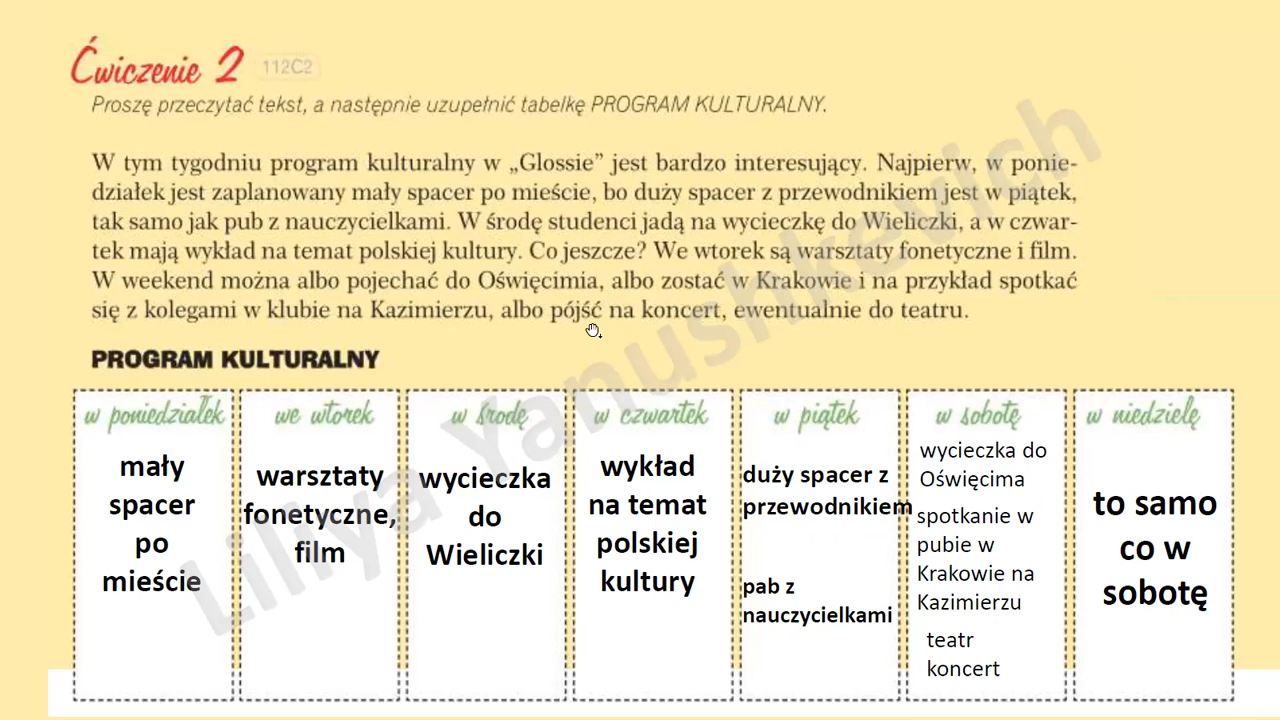 Ćwiczenie 2 112C2
Proszę przeczytać tekst, a następnie uzupełnić tabelkę PROGRAM KULTURALNY.
W tym tygodniu program kulturalny w „Glossie” jest bardzo interesujący. Najpierw, w ponie-
działek jest zaplanowany mały spacer po mieście, bo duży spacer z przewodnikiem jest w piątek,
tak samo jak pub z nauczycielkami. W środę studenci jadą na wycieczkę do Wieliczki, a w czwar-
tek mają wykład na temat polskiej kultury. Co jeszcze? We wtorek są warsztaty fonetyczne i film.
W weekend można albo pojechać do Oświęcimia, albo zostać w Krakowie i na przykład spotkać
się z kolegami w klubie na Kazimierzu, albo pójść na koncert, ewentualnie do teatru.
PROGRAM KULTURALNY
w poniedziałek
mały
spacer
po
mieście
we wtorek
warsztaty
fonetyczne,
film
w środę
wycieczka
do
Wieliczki
w czwartek
wykład
na temat
polskiej
kultury
w piątek
duży spacer z
przewodnikiem
pab z
nauczycielkami
w sobotę
wycieczka do
Oświęcima
spotkanie w
pubie w
Krakowie na
Kazimierzu
teatr
koncert
w niedzielę
to samo
co w
sobotę
Liliya Yanushkevich